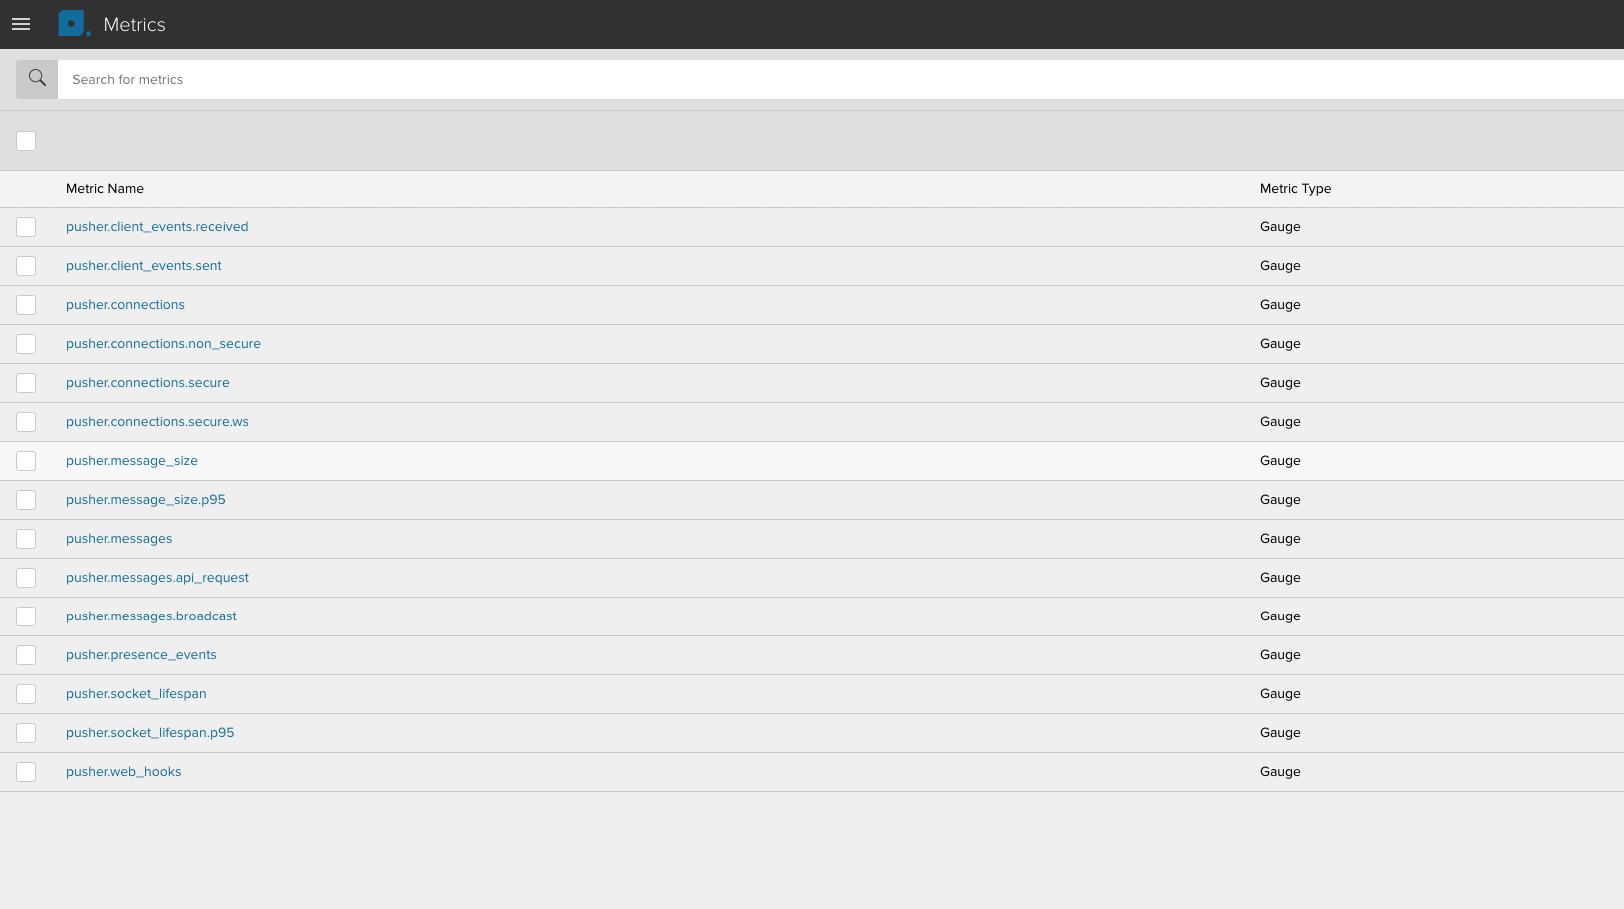 Metrics
Search for metrics
Metric Name Metric Type
pusher.client_events.received Gauge
pusher.client_events.sent Gauge
pusher.connections Gauge
pusher.connections.non_secure Gauge
pusher.connections.secure Gauge
pusher.connections.secure.ws Gauge
pusher.message_size Gauge
pusher.message_size.p95 Gauge
pusher.messages Gauge
pusher.messages.api_request Gauge
pusher.messages.broadcast Gauge
pusher.presence_events Gauge
pusher.socket_lifespan Gauge
pusher.socket_lifespan.p95 Gauge
pusher.web_hooks Gauge